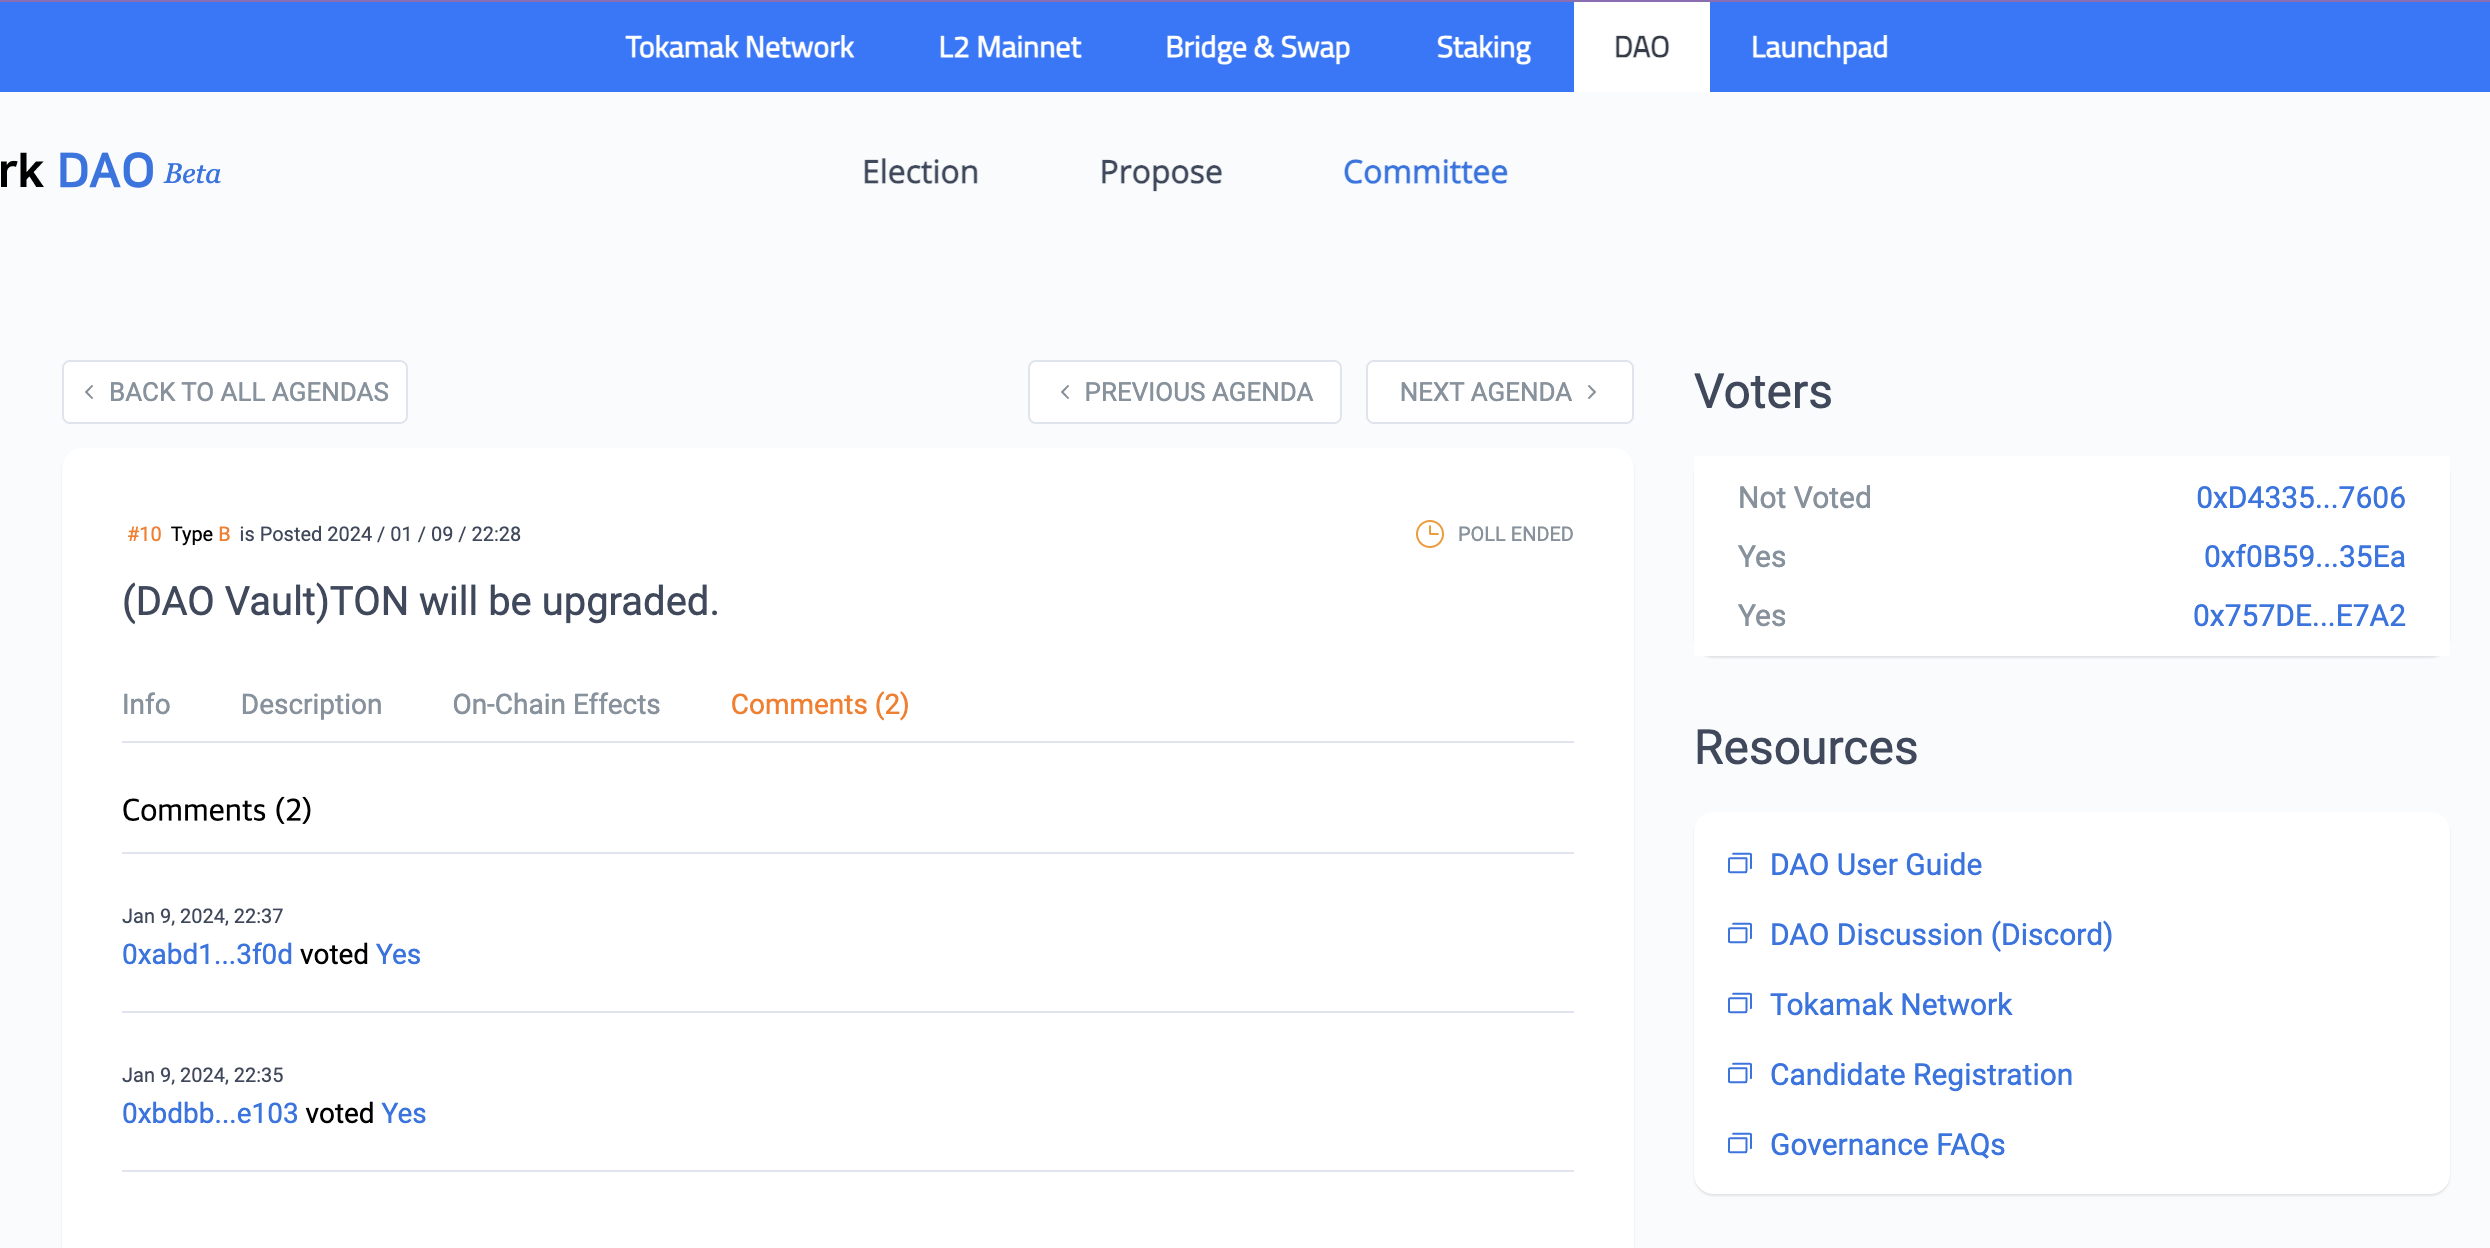 Tokamak Network L2 Mainnet Bridge & Swap Staking DAO Launchpad
rk DAO Beta Election Propose Committee
BACK TO ALL AGENDAS PREVIOUS AGENDA NEXT AGENDA
#10 Type B is Posted 2024 / 01 / 09 / 22:28 POLL ENDED
(DAO Vault)TON will be upgraded.
Info Description On-Chain Effects Comments (2)
Comments (2)
Jan 9, 2024, 22:37
0xabd1...3f0d voted Yes
Jan 9, 2024, 22:35
0xbdbb...e103 voted Yes
Voters
Not Voted 0xD4335...7606
Yes 0xf0B59...35Ea
Yes 0x757DE...E7A2
Resources
DAO User Guide
DAO Discussion (Discord)
Tokamak Network
Candidate Registration
Governance FAQs